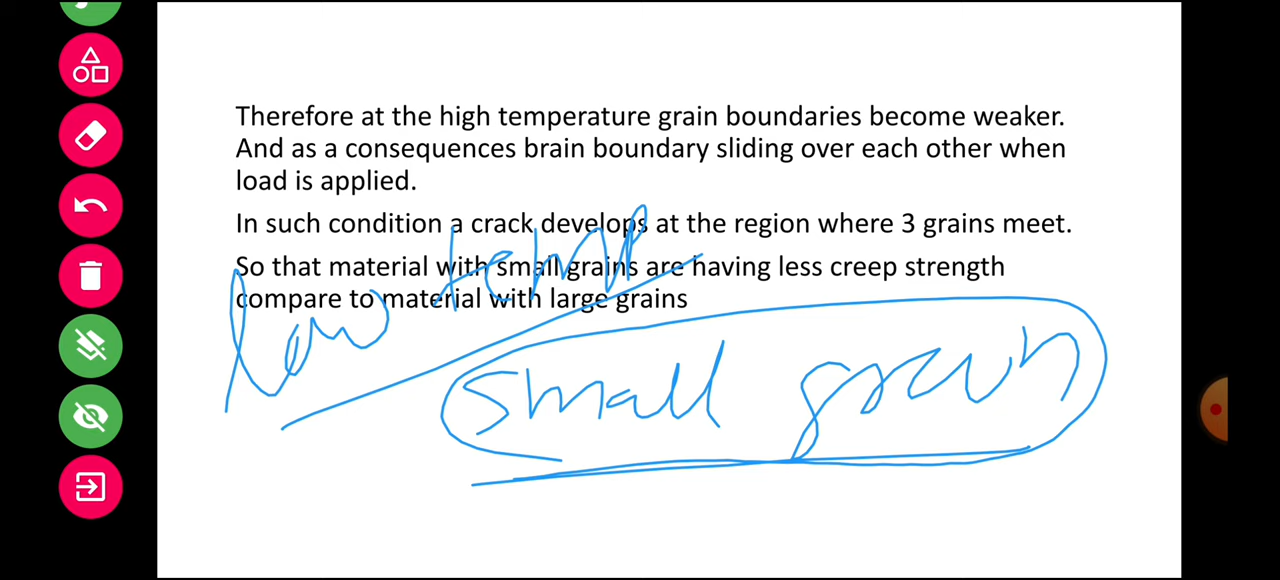 Therefore at the high temperature grain boundaries become weaker.
And as a consequences brain boundary sliding over each other when
load is applied.
In such condition a crack develops at the region where 3 grains meet.
So that material with small grains are having less creep strength
compare to material with large grains
low temp
small grain